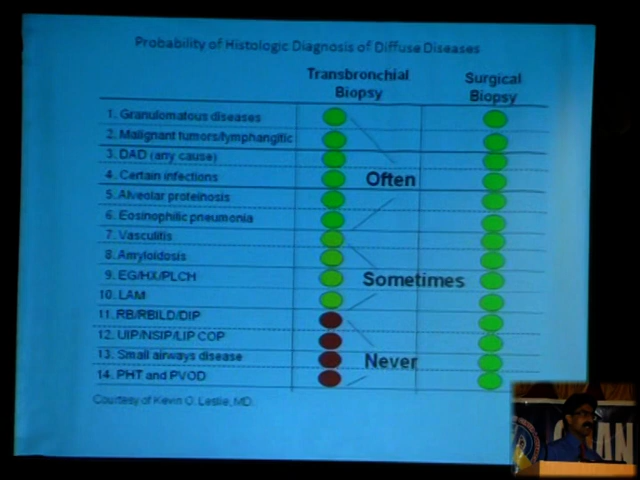 Probability of Histologic Diagnosis of Diffuse Diseases
Transbronchial Biopsy
Surgical Biopsy
1. Granulomatous diseases
2. Malignant tumors/lymphangitic
3. DAD (any cause)
4. Certain infections
Often
5. Alveolar proteinosis
6. Eosinophilic pneumonia
7. Vasculitis
8. Amyloidosis
9. EG/HX/PLCH
Sometimes
10. LAM
11. RB/RBILD/DIP
12. UIP/NSIP/LIP COP
13. Small airways disease
Never
14. PHT and PVOD
Courtesy of Kevin O. Leslie, MD.